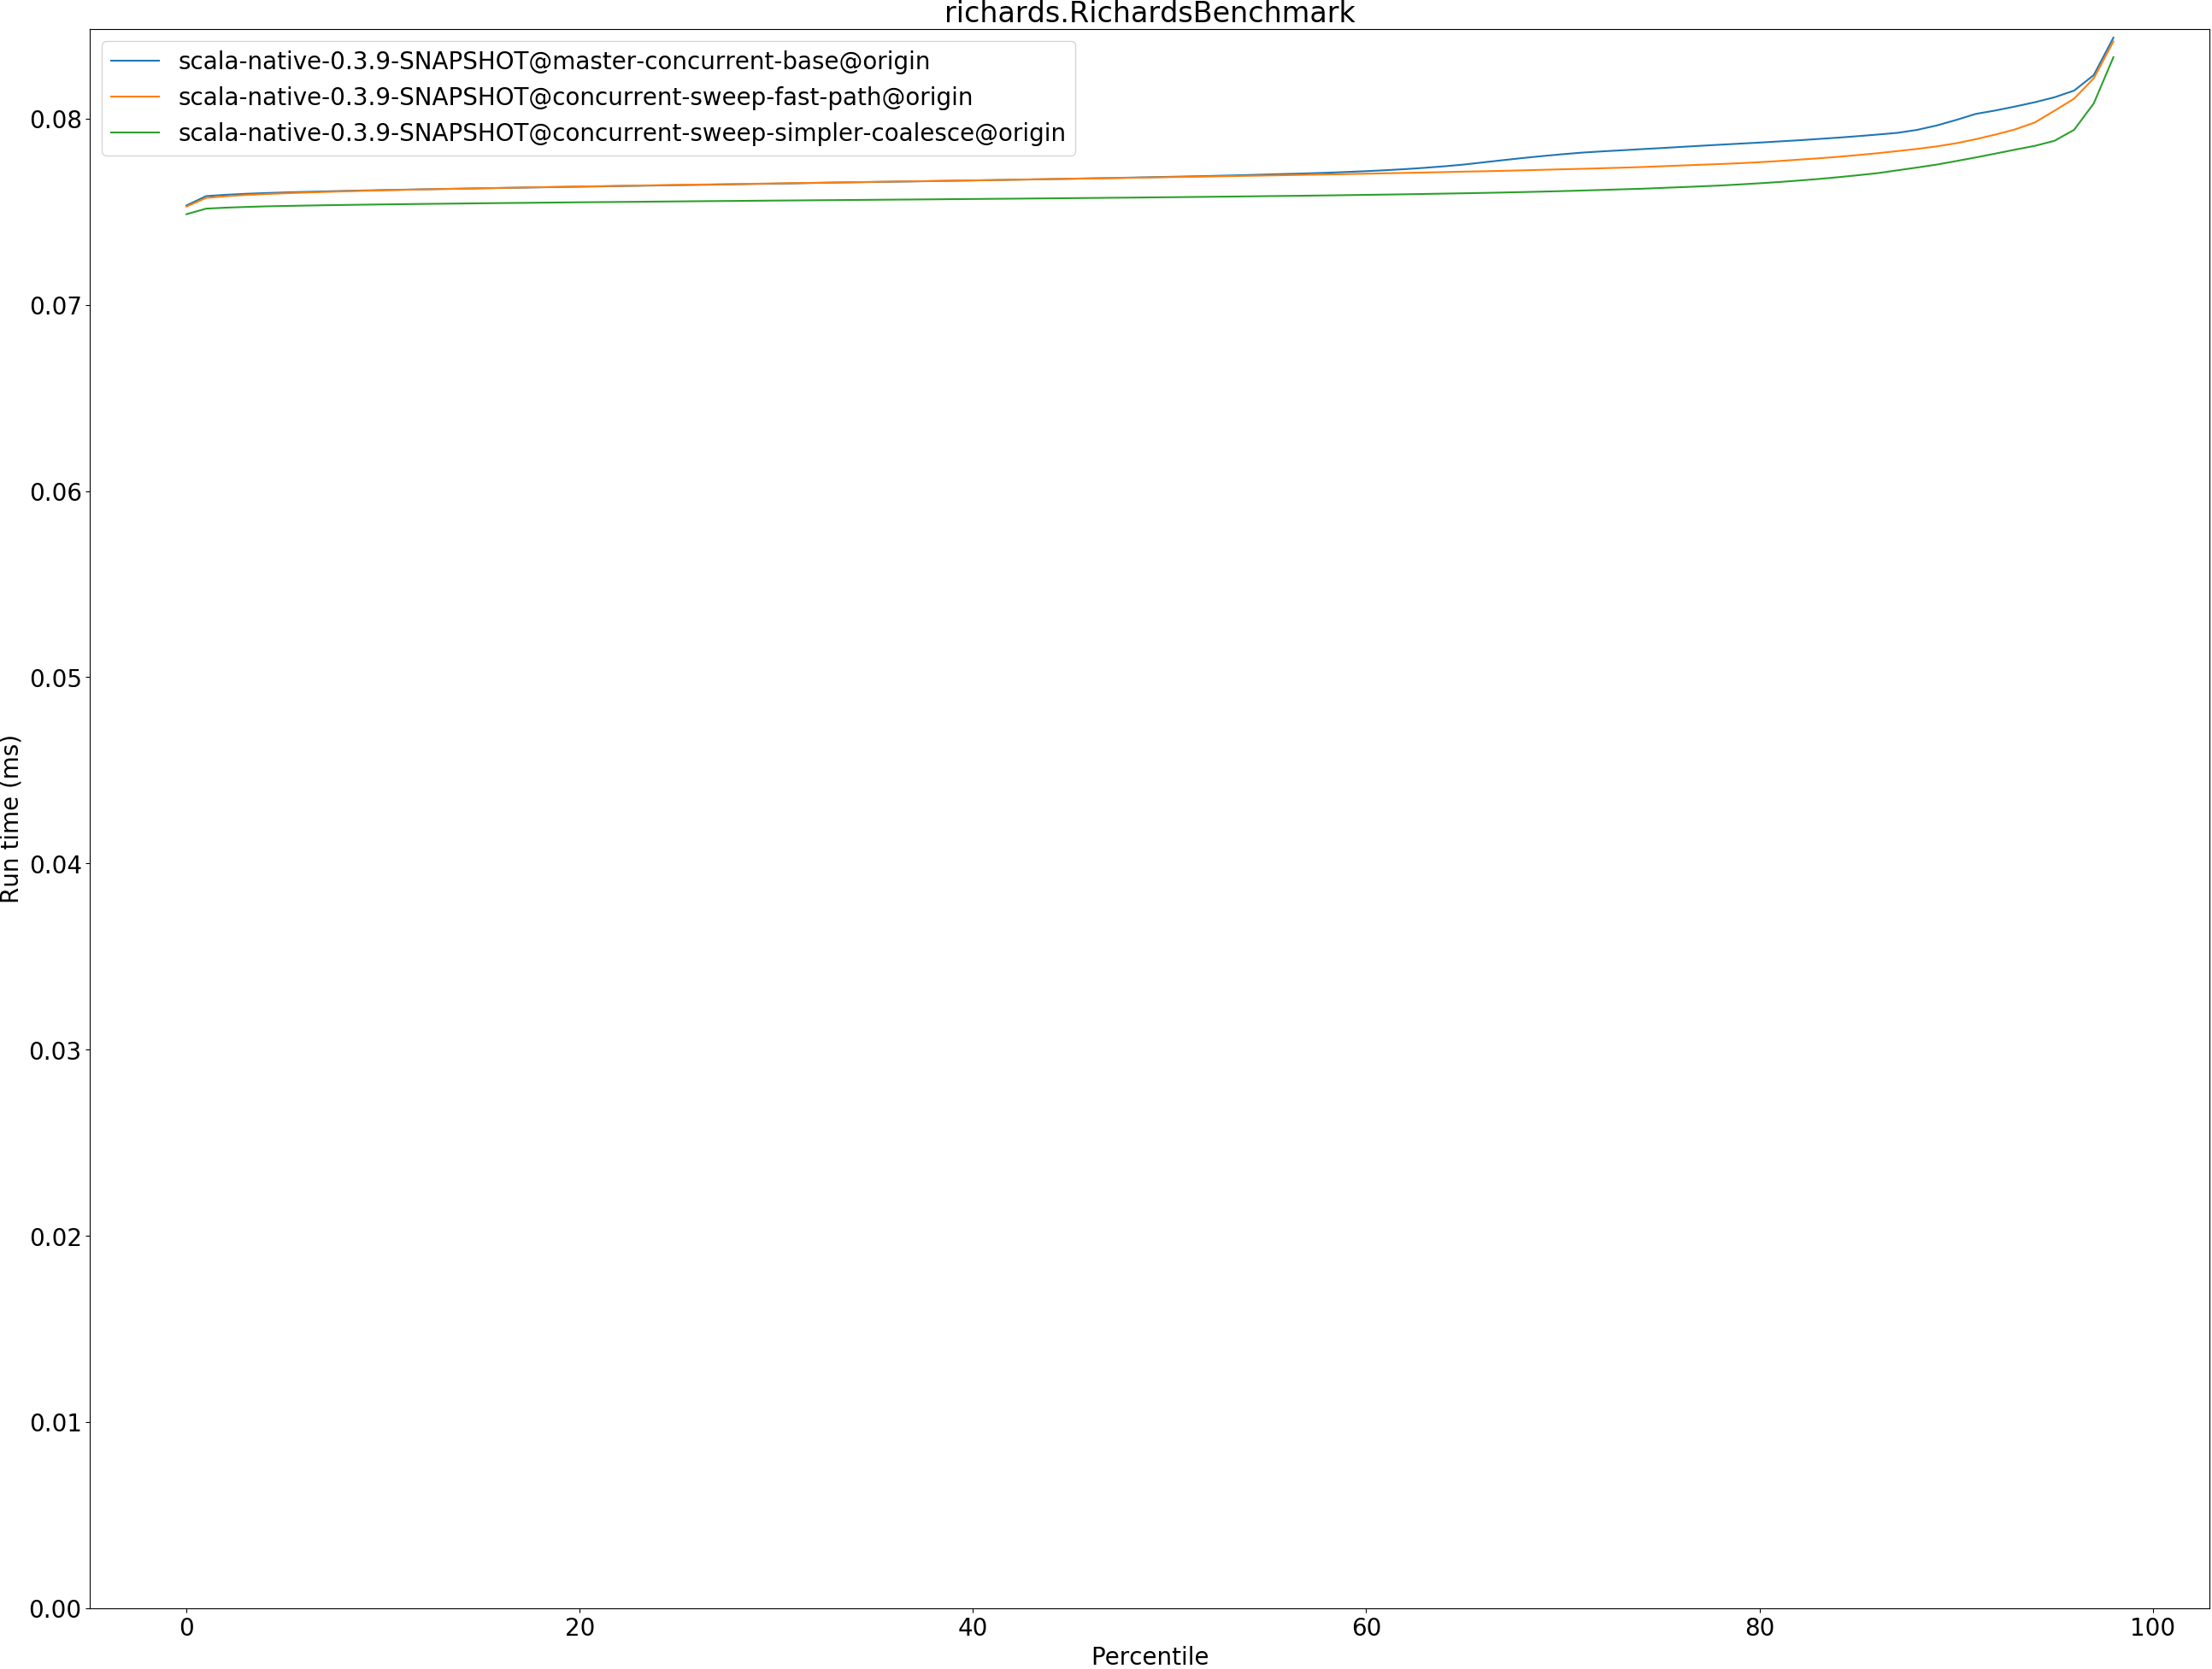 richards.RichardsBenchmark
scala-native-0.3.9-SNAPSHOT@master-concurrent-base@origin
scala-native-0.3.9-SNAPSHOT@concurrent-sweep-fast-path@origin
scala-native-0.3.9-SNAPSHOT@concurrent-sweep-simpler-coalesce@origin
0.08
0.07
0.06
0.05
0.04
0.03
0.02
0.01
0.00
Run time (ms)
0 20 40 60 80 100
Percentile